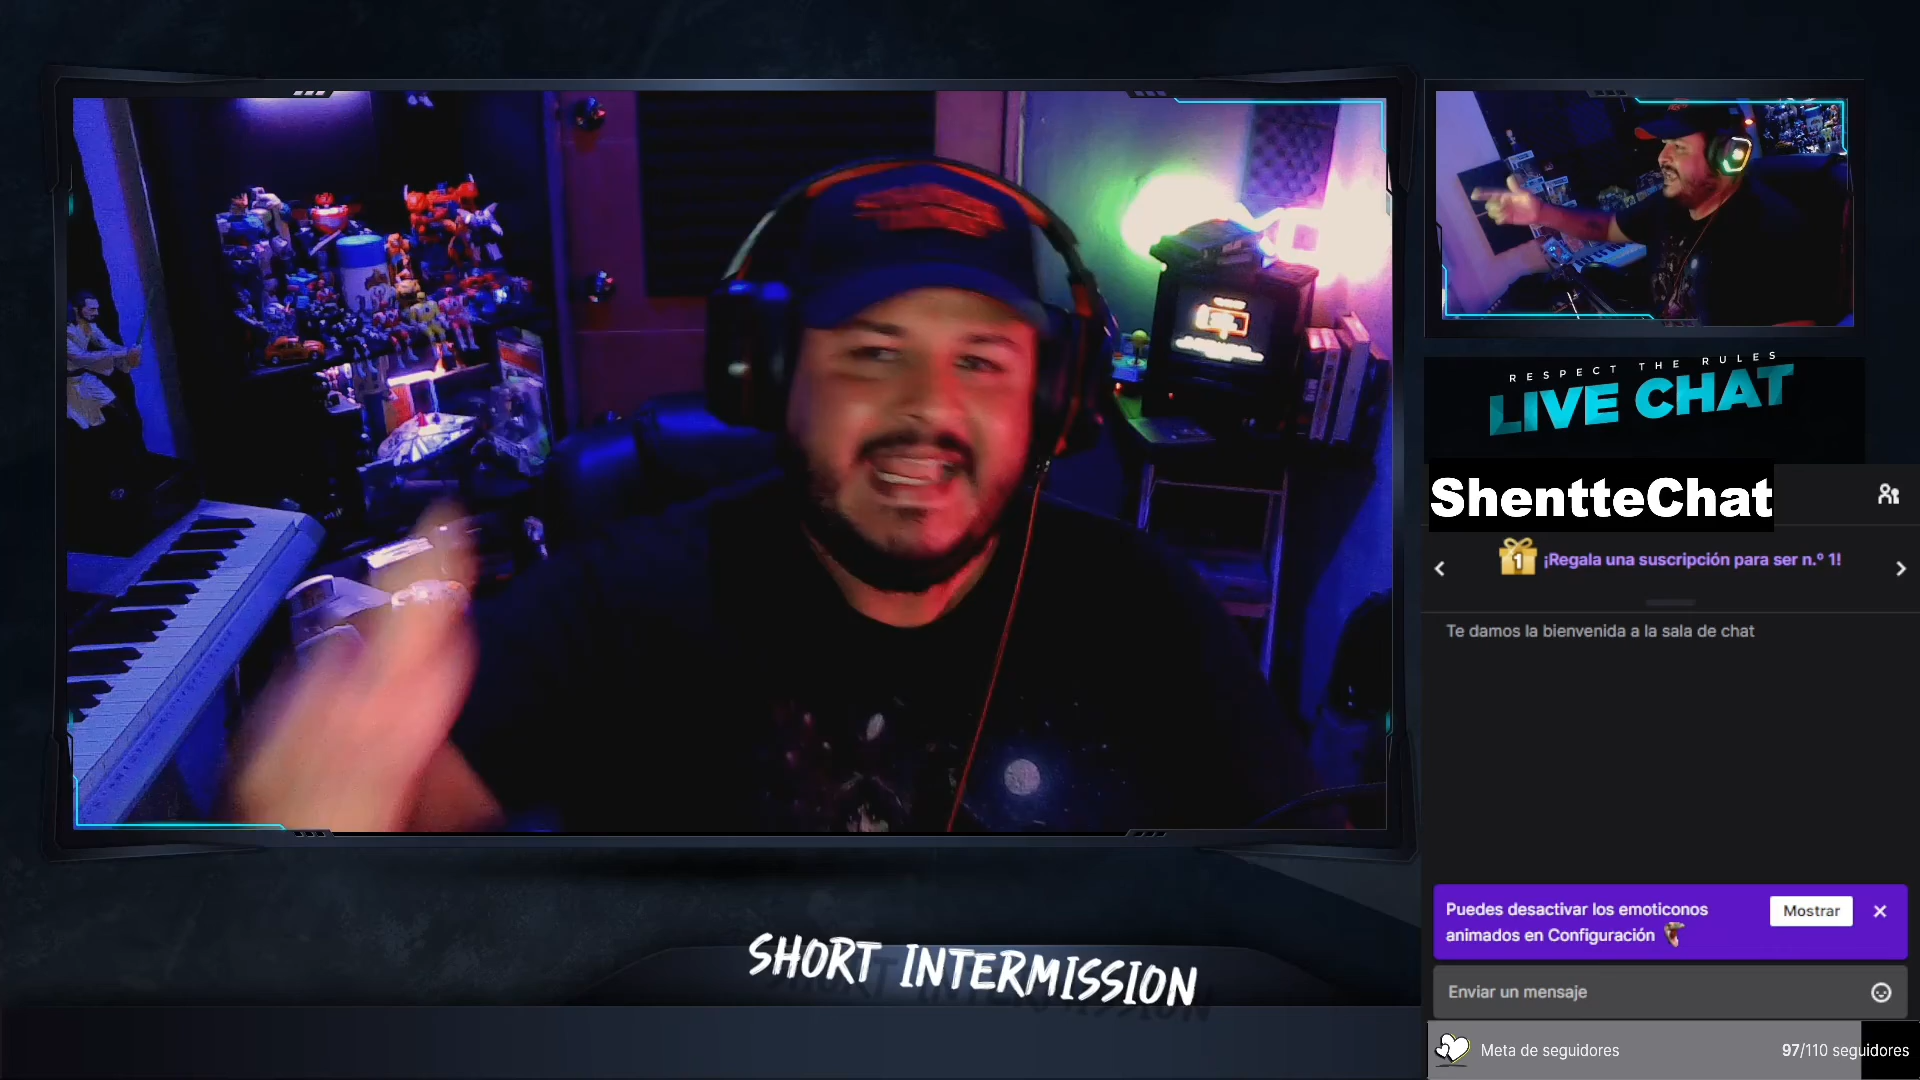 RESPECT THE RULES
LIVE CHAT
ShentteChat
1
¡Regala una suscripción para ser n.º 1!
Te damos la bienvenida a la sala de chat
Puedes desactivar los emoticonos
animados en Configuración
Mostrar
Enviar un mensaje
Meta de seguidores
97/110 seguidores
SHORT INTERMISSION